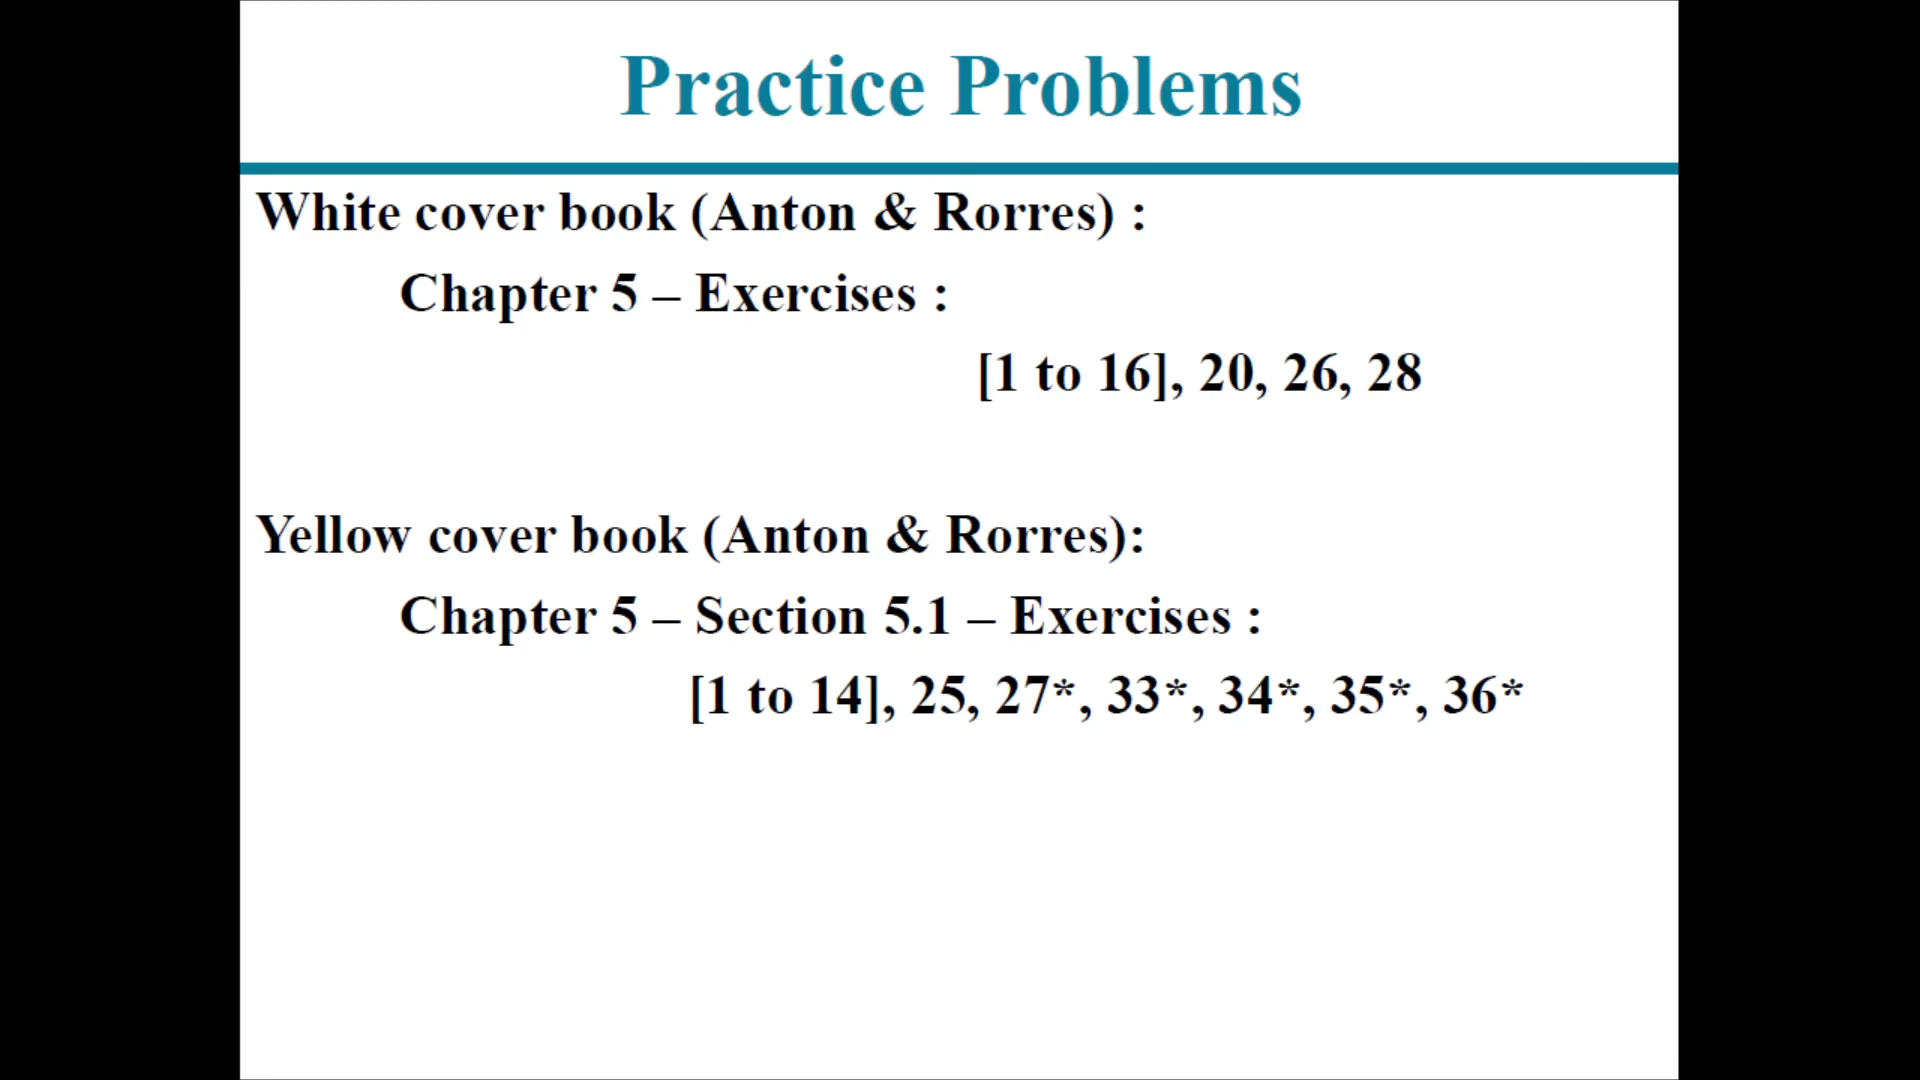 Practice Problems
White cover book (Anton & Rorres) :
Chapter 5 – Exercises :
[1 to 16], 20, 26, 28
Yellow cover book (Anton & Rorres):
Chapter 5 – Section 5.1 – Exercises :
[1 to 14], 25, 27*, 33*, 34*, 35*, 36*